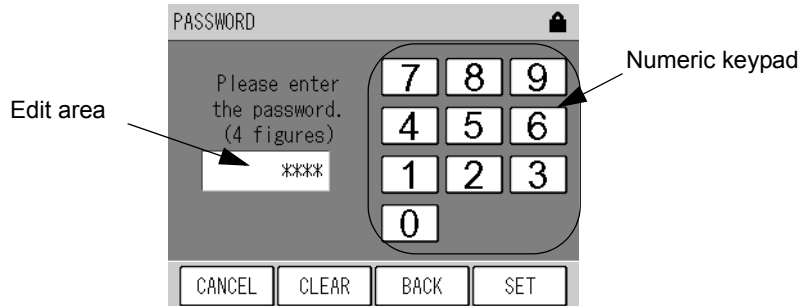 PASSWORD
Numeric keypad
7 8 9
Please enter
Edit area
the password.
4 5 6
(4 figures)
****
1 2 3
0
CANCEL CLEAR BACK SET